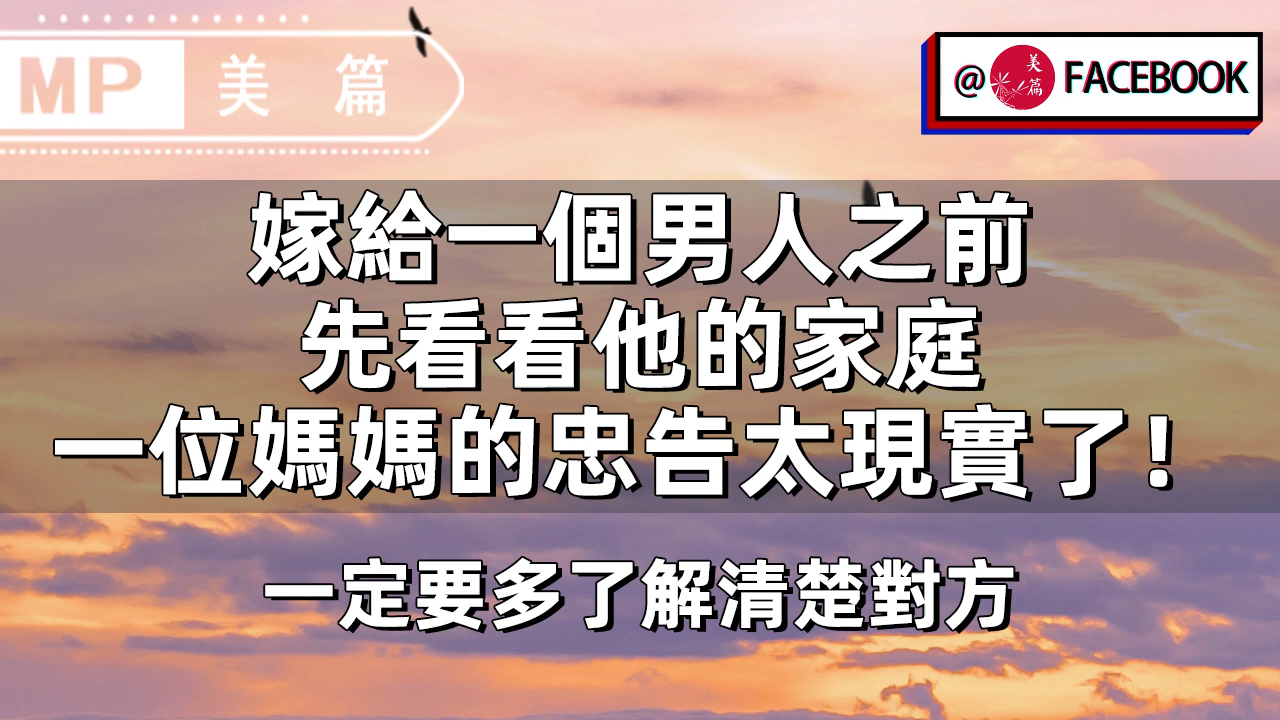 MP 美篇
@美篇 FACEBOOK
嫁給一個男人之前
先看看他的家庭
一位媽媽的忠告太現實了！
一定要多了解清楚對方